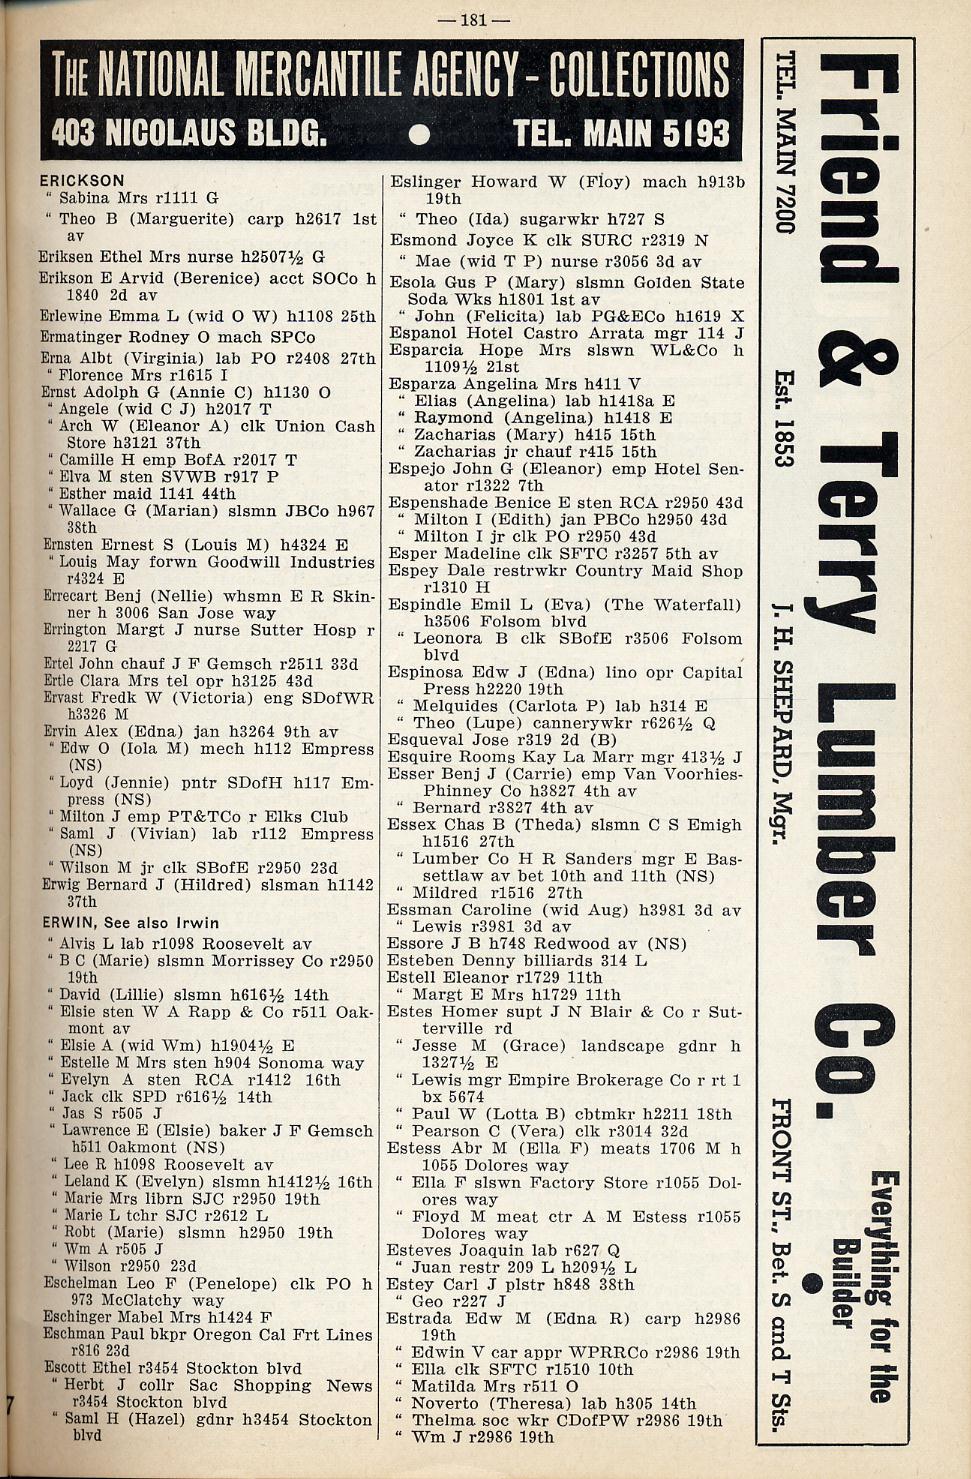 — 181 —
THE NATIONAL MERCANTILE AGENCY - COLLECTIONS
403 NICOLAUS BLDG. ● TEL. MAIN 5193
ERICKSON
" Sabina Mrs r1111 G
" Theo B (Marguerite) carp h2617 1st
av
Eriksen Ethel Mrs nurse h2507½ G
Erikson E Arvid (Berenice) acct SOCo h
1840 2d av
Erlewine Emma L (wid O W) h1108 25th
Ermatinger Rodney O mach SPCo
Erna Albt (Virginia) lab PO r2408 27th
" Florence Mrs r1615 I
Ernst Adolph G (Annie C) h1130 O
" Angele (wid C J) h2017 T
" Arch W (Eleanor A) clk Union Cash
Store h3121 37th
" Camille H emp BofA r2017 T
" Elva M sten SVWB r917 P
" Esther maid 1141 44th
" Wallace G (Marian) slsmn JBCo h967
38th
Ernsten Ernest S (Louis M) h4324 E
" Louis May forwn Goodwill Industries
r4324 E
Errecart Benj (Nellie) whsmn E R Skin-
ner h 3006 San Jose way
Errington Margt J nurse Sutter Hosp r
2217 G
Ertel John chauf J F Gemsch r2511 33d
Ertle Clara Mrs tel opr h3125 43d
Ervast Fredk W (Victoria) eng SDofWR
h3326 M
Ervin Alex (Edna) jan h3264 9th av
" Edw O (Iola M) mech h112 Empress
(NS)
" Loyd (Jennie) pntr SDofH h117 Em-
press (NS)
" Milton J emp PT&TCo r Elks Club
" Saml J (Vivian) lab r112 Empress
(NS)
" Wilson M jr clk SBofE r2950 23d
Erwig Bernard J (Hildred) slsman h1142
37th
ERWIN, See also Irwin
" Alvis L lab r1098 Roosevelt av
" B C (Marie) slsmn Morrissey Co r2950
19th
" David (Lillie) slsmn h616½ 14th
" Elsie sten W A Rapp & Co r511 Oak-
mont av
" Elsie A (wid Wm) h1904½ E
" Estelle M Mrs sten h904 Sonoma way
" Evelyn A sten RCA r1412 16th
" Jack clk SPD r616½ 14th
" Jas S r505 J
" Lawrence E (Elsie) baker J F Gemsch
h511 Oakmont (NS)
" Lee R h1098 Roosevelt av
" Leland K (Evelyn) slsmn h1412½ 16th
" Marie Mrs librn SJC r2950 19th
" Marie L tchr SJC r2612 L
" Robt (Marie) slsmn h2950 19th
" Wm A r505 J
" Wilson r2950 23d
Eschelman Leo F (Penelope) clk PO h
973 McClatchy way
Eschinger Mabel Mrs h1424 F
Eschman Paul bkpr Oregon Cal Frt Lines
r816 23d
Escott Ethel r3454 Stockton blvd
" Herbt J collr Sac Shopping News
r3454 Stockton blvd
" Saml H (Hazel) gdnr h3454 Stockton
blvd
Eslinger Howard W (Floy) mach h913b
19th
" Theo (Ida) sugarwkr h727 S
Esmond Joyce K clk SURC r2319 N
" Mae (wid T P) nurse r3056 3d av
Esola Gus P (Mary) slsmn Golden State
Soda Wks h1801 1st av
" John (Felicita) lab PG&ECo h1619 X
Espanol Hotel Castro Arrata mgr 114 J
Esparcia Hope Mrs slswn WL&Co h
1109½ 21st
Esparza Angelina Mrs h411 V
" Elias (Angelina) lab h1418a E
" Raymond (Angelina) h1418 E
" Zacharias (Mary) h415 15th
" Zacharias jr chauf r415 15th
Espejo John G (Eleanor) emp Hotel Sen-
ator r1322 7th
Espenshade Benice E sten RCA r2950 43d
" Milton I (Edith) jan PBCo h2950 43d
" Milton I jr clk PO r2950 43d
Esper Madeline clk SFTC r3257 5th av
Espey Dale restrwkr Country Maid Shop
r1310 H
Espindle Emil L (Eva) (The Waterfall)
h3506 Folsom blvd
" Leonora B clk SBofE r3506 Folsom
blvd
Espinosa Edw J (Edna) lino opr Capital
Press h2220 19th
" Melquides (Carlota P) lab h314 E
" Theo (Lupe) cannerywkr r626½ Q
Esqueval Jose r319 2d (B)
Esquire Rooms Kay La Marr mgr 413½ J
Esser Benj J (Carrie) emp Van Voorhies-
Phinney Co h3827 4th av
" Bernard r3827 4th av
Essex Chas B (Theda) slsmn C S Emigh
h1516 27th
" Lumber Co H R Sanders mgr E Bas-
settlaw av bet 10th and 11th (NS)
" Mildred r1516 27th
Essman Caroline (wid Aug) h3981 3d av
" Lewis r3981 3d av
Essore J B h748 Redwood av (NS)
Esteben Denny billiards 314 L
Estell Eleanor r1729 11th
" Margt E Mrs h1729 11th
Estes Homer supt J N Blair & Co r Sut-
terville rd
" Jesse M (Grace) landscape gdnr h
1327½ E
" Lewis mgr Empire Brokerage Co r rt 1
bx 5674
" Paul W (Lotta B) cbtmkr h2211 18th
" Pearson C (Vera) clk r3014 32d
Estess Abr M (Ella F) meats 1706 M h
1055 Dolores way
" Ella F slswn Factory Store r1055 Dol-
ores way
" Floyd M meat ctr A M Estess r1055
Dolores way
Esteves Joaquin lab r627 Q
" Juan restr 209 L h209½ L
Estey Carl J plstr h848 38th
" Geo r227 J
Estrada Edw M (Edna R) carp h2986
19th
" Edwin V car appr WPRRCo r2986 19th
" Ella clk SFTC r1510 10th
" Matilda Mrs r511 O
" Noverto (Theresa) lab h305 14th
" Thelma soc wkr CDofPW r2986 19th
" Wm J r2986 19th
Friend & Terry Lumber Co.
Everything for the
Builder
●
TEL. MAIN 7200 Est. 1853 J. H. SHEPARD, Mgr. FRONT ST., Bet. S and T Sts.
7